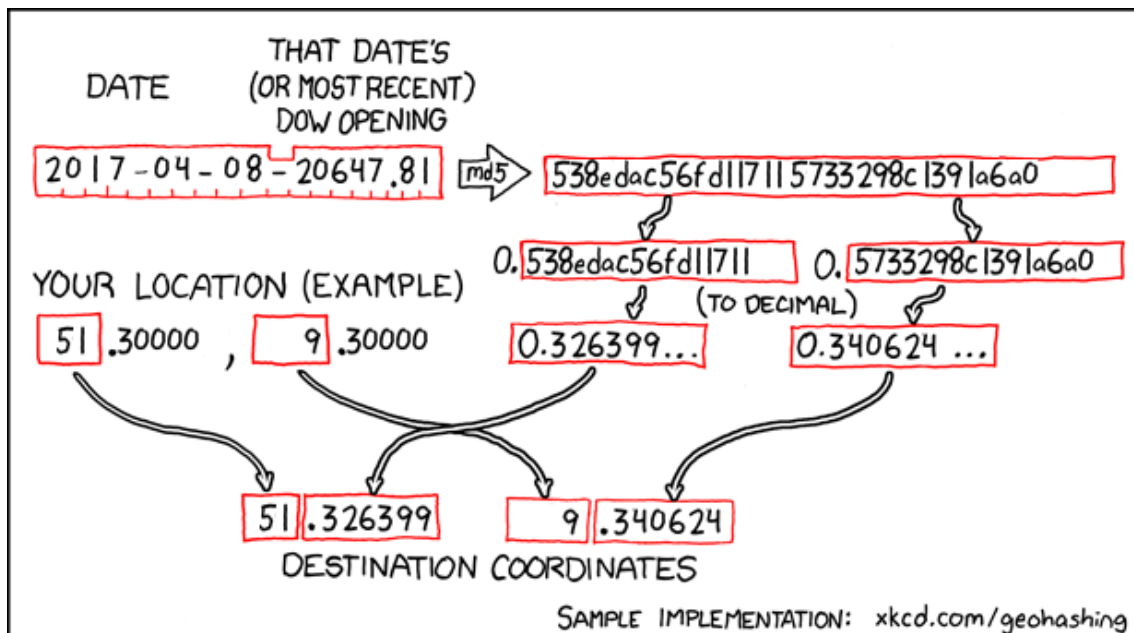 THAT DATE'S
DATE (OR MOST RECENT)
DOW OPENING
2017-04-08-20647.81 md5 538edac56fd117115733298c1391a6a0
0.538edac56fd11711 0.5733298c1391a6a0
YOUR LOCATION (EXAMPLE) (TO DECIMAL)
51.30000, 9.30000 0.326399... 0.340624...
51.326399 9.340624
DESTINATION COORDINATES
SAMPLE IMPLEMENTATION: xkcd.com/geohashing